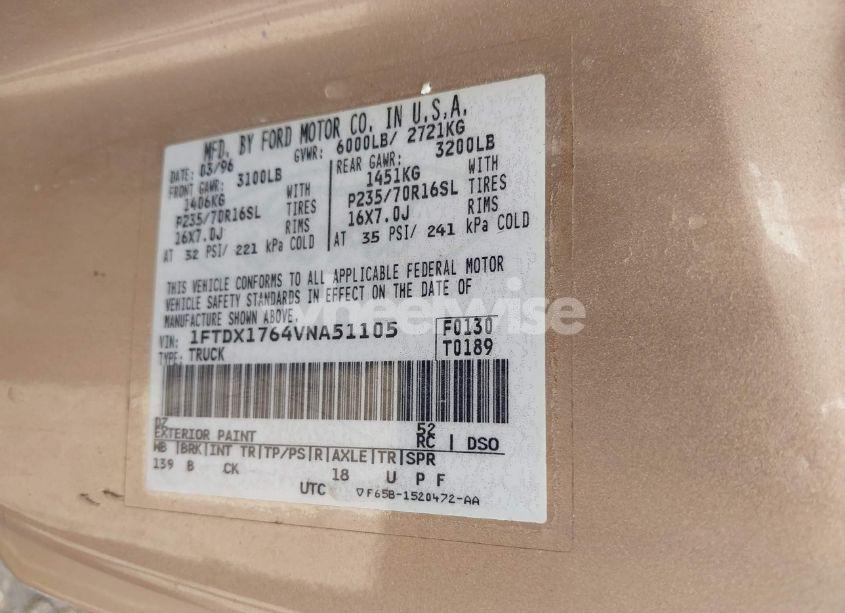 MFD. BY FORD MOTOR CO. IN U.S.A.
DATE: 03/96 GVWR: 6000LB/ 2721KG
FRONT GAWR: 3100LB REAR GAWR: 3200LB
1406KG WITH 1451KG WITH
P235/70R16SL TIRES P235/70R16SL TIRES
16X7.0J RIMS 16X7.0J RIMS
AT 32 PSI/ 221 kPa COLD AT 35 PSI/ 241 kPa COLD
THIS VEHICLE CONFORMS TO ALL APPLICABLE FEDERAL MOTOR
VEHICLE SAFETY STANDARDS IN EFFECT ON THE DATE OF
MANUFACTURE SHOWN ABOVE.
VIN: 1FTDX1764VNA51105 F0130
TYPE: TRUCK T0189
DZ 52
EXTERIOR PAINT RC | DSO
WB |BRK|INT TR|TP/PS|R|AXLE|TR|SPR
139 B CK 18 U P F
UTC ▽F65B-1520472-AA